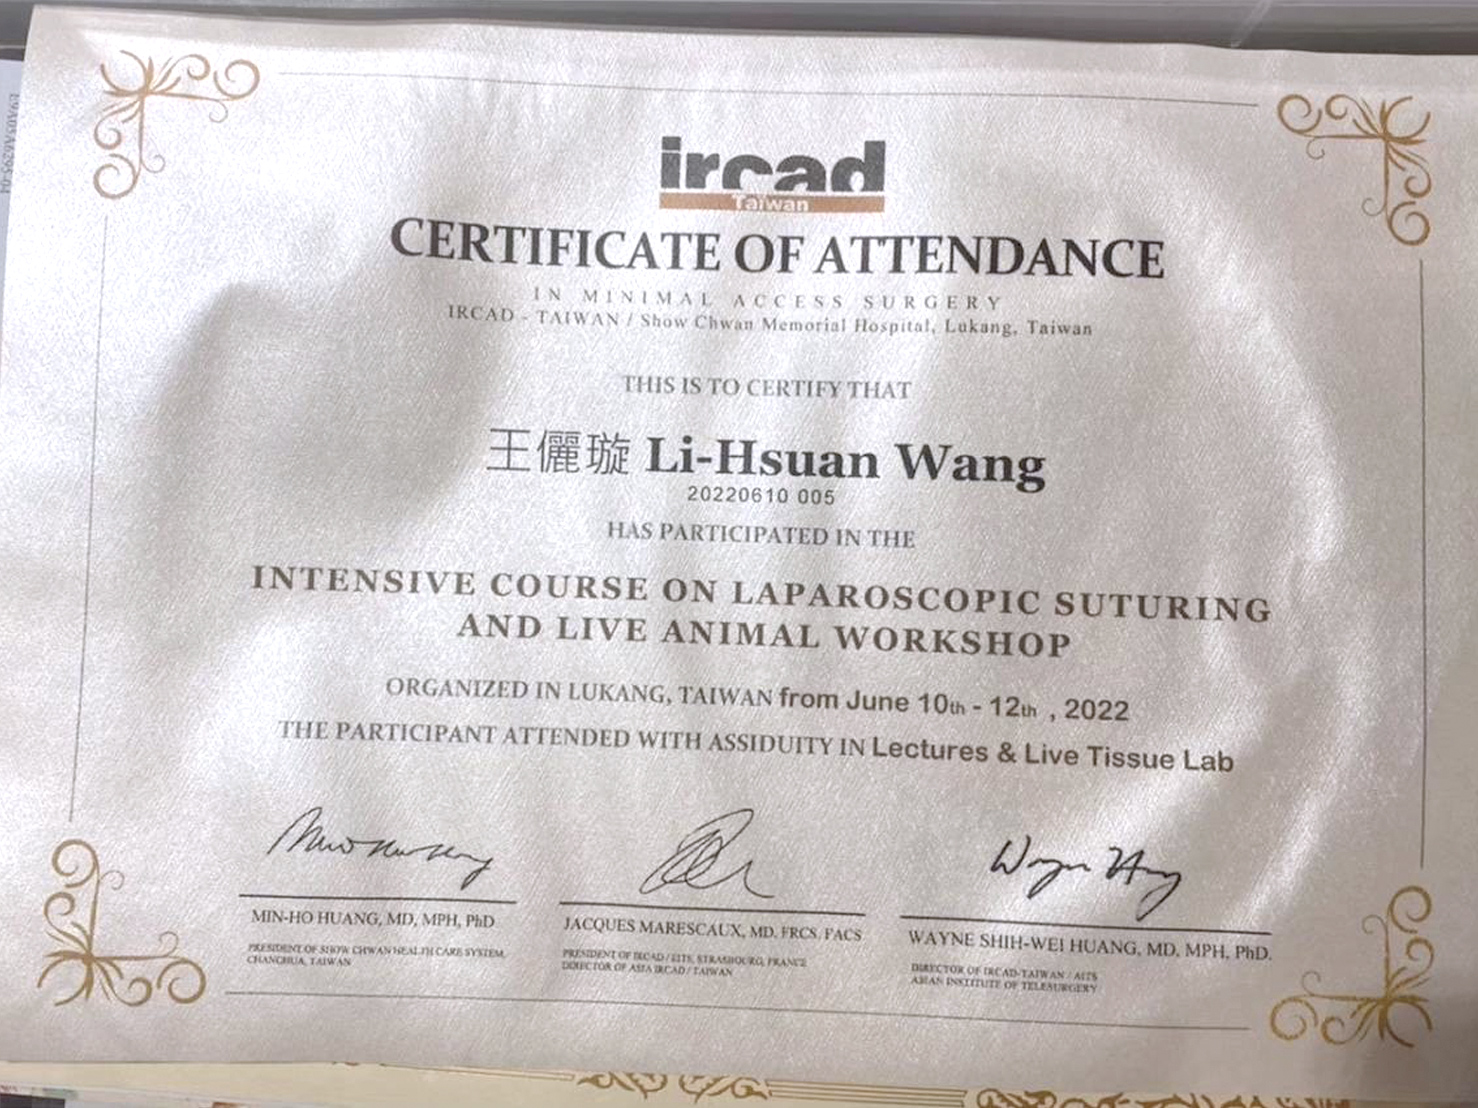 ircad
Taiwan
CERTIFICATE OF ATTENDANCE
IN MINIMAL ACCESS SURGERY
IRCAD - TAIWAN / Show Chwan Memorial Hospital, Lukang, Taiwan
THIS IS TO CERTIFY THAT
王儷璇 Li-Hsuan Wang
20220610 005
HAS PARTICIPATED IN THE
INTENSIVE COURSE ON LAPAROSCOPIC SUTURING
AND LIVE ANIMAL WORKSHOP
ORGANIZED IN LUKANG, TAIWAN from June 10th - 12th , 2022
THE PARTICIPANT ATTENDED WITH ASSIDUITY IN Lectures & Live Tissue Lab
MIN-HO HUANG, MD, MPH, PhD
PRESIDENT OF SHOW CHWAN HEALTH CARE SYSTEM,
CHANGHUA, TAIWAN
JACQUES MARESCAUX, MD. FRCS. FACS
PRESIDENT OF IRCAD / EITS, STRASBOURG, FRANCE
DIRECTOR OF ASIA IRCAD / TAIWAN
WAYNE SHIH-WEI HUANG, MD, MPH, PhD.
DIRECTOR OF IRCAD-TAIWAN / AITS
ASIAN INSTITUTE OF TELESURGERY